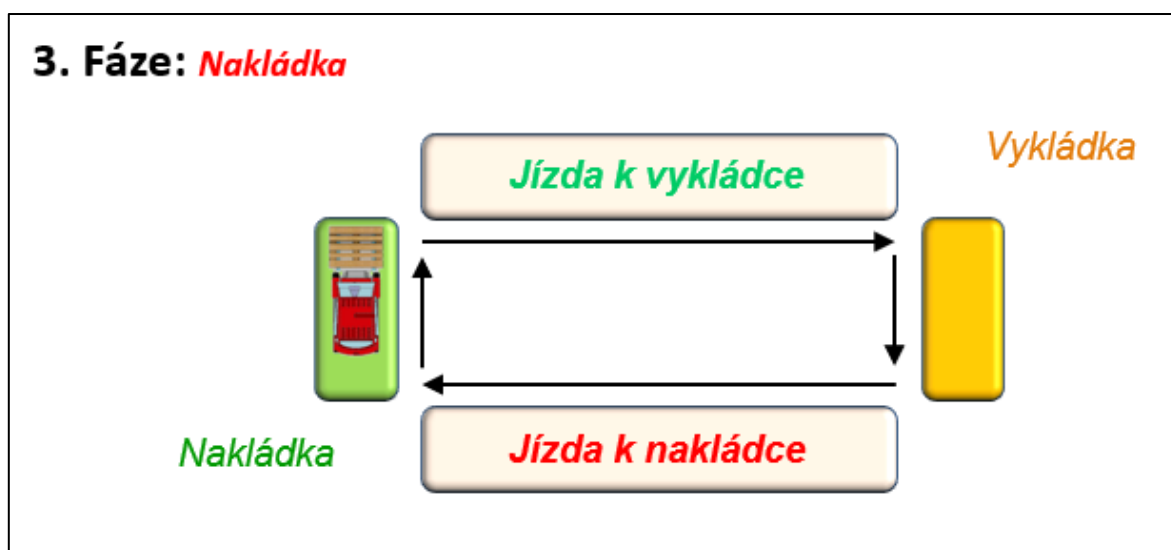 3. Fáze: Nakládka
Vykládka
Jízda k vykládce
Nakládka
Jízda k nakládce